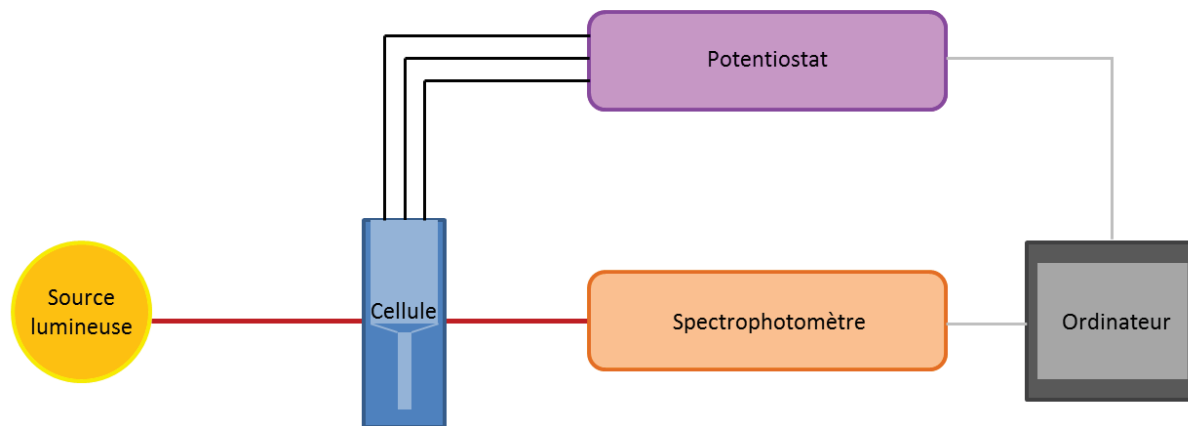 Potentiostat
Source
lumineuse
Cellule
Spectrophotomètre
Ordinateur